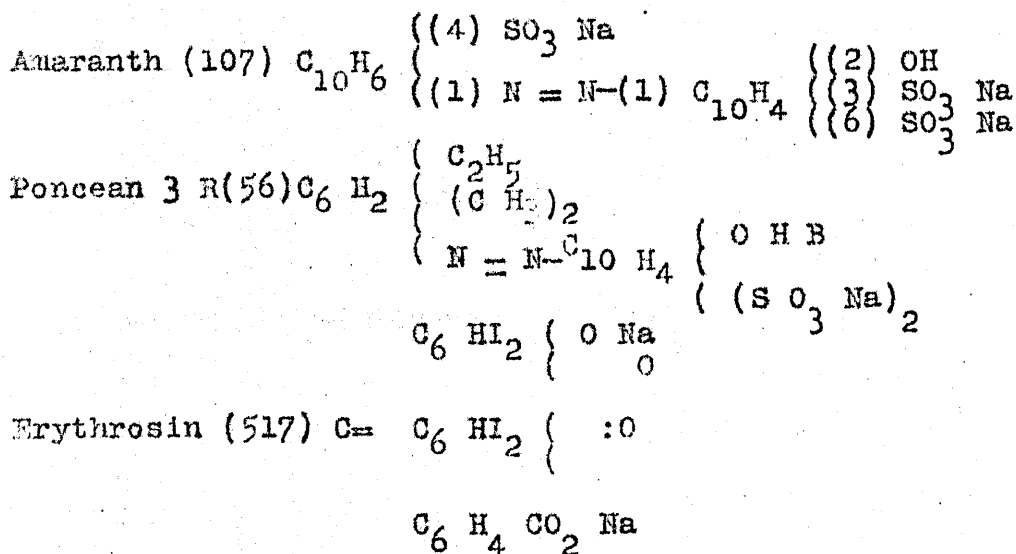 ((4) SO3 Na
Amaranth (107) C10H6 (
((1) N = N-(1) C10H4 ((2) OH
((3) SO3 Na
((6) SO3 Na
( C2H5
Poncean 3 R(56)C6 H2 ( (C H3)2
( N = N-C10 H4 ( O H B
( (S O3 Na)2
C6 HI2 ( O Na
( O
Erythrosin (517) C= C6 HI2 ( :O
(
C6 H4 CO2 Na